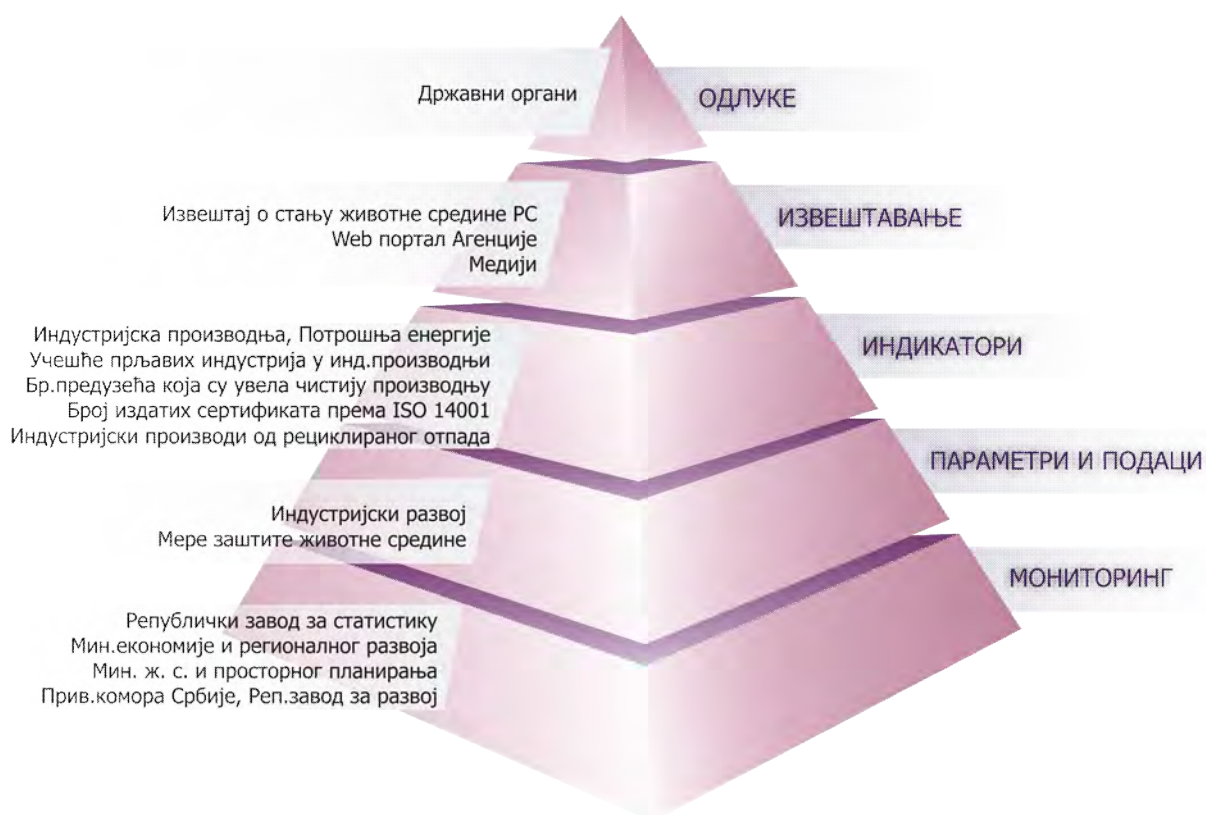 Државни органи
ОДЛУКЕ
Извештај о стању животне средине РС
Web портал Агенције
Медији
ИЗВЕШТАВАЊЕ
Индустријска производња, Потрошња енергије
Учешће прљавих индустрија у инд.производњи
Бр.предузећа која су увела чистију производњу
Број издатих сертификата према ISO 14001
Индустријски производи од рециклираног отпада
ИНДИКАТОРИ
Индустријски развој
Мере заштите животне средине
ПАРАМЕТРИ И ПОДАЦИ
Републички завод за статистику
Мин.економије и регионалног развоја
Мин. ж. с. и просторног планирања
Прив.комора Србије, Реп.завод за развој
МОНИТОРИНГ